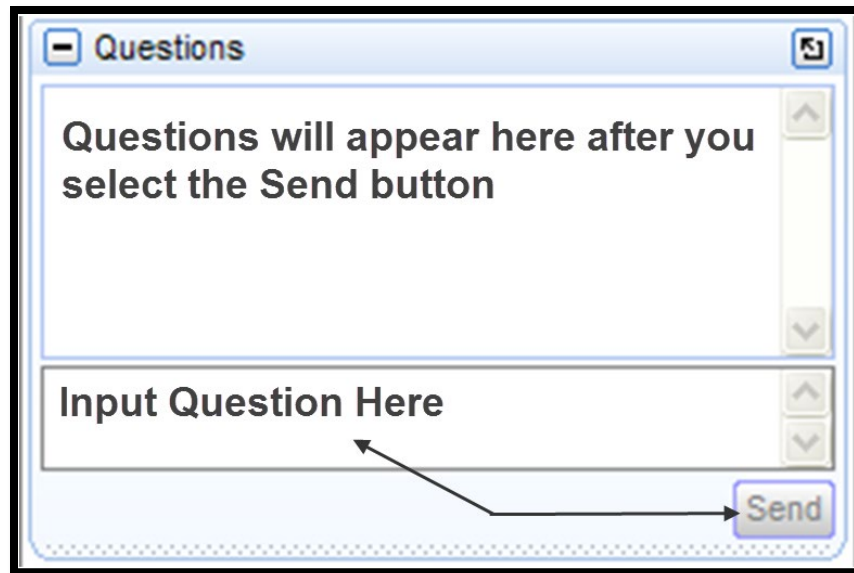 Questions
Questions will appear here after you
select the Send button
Input Question Here
Send